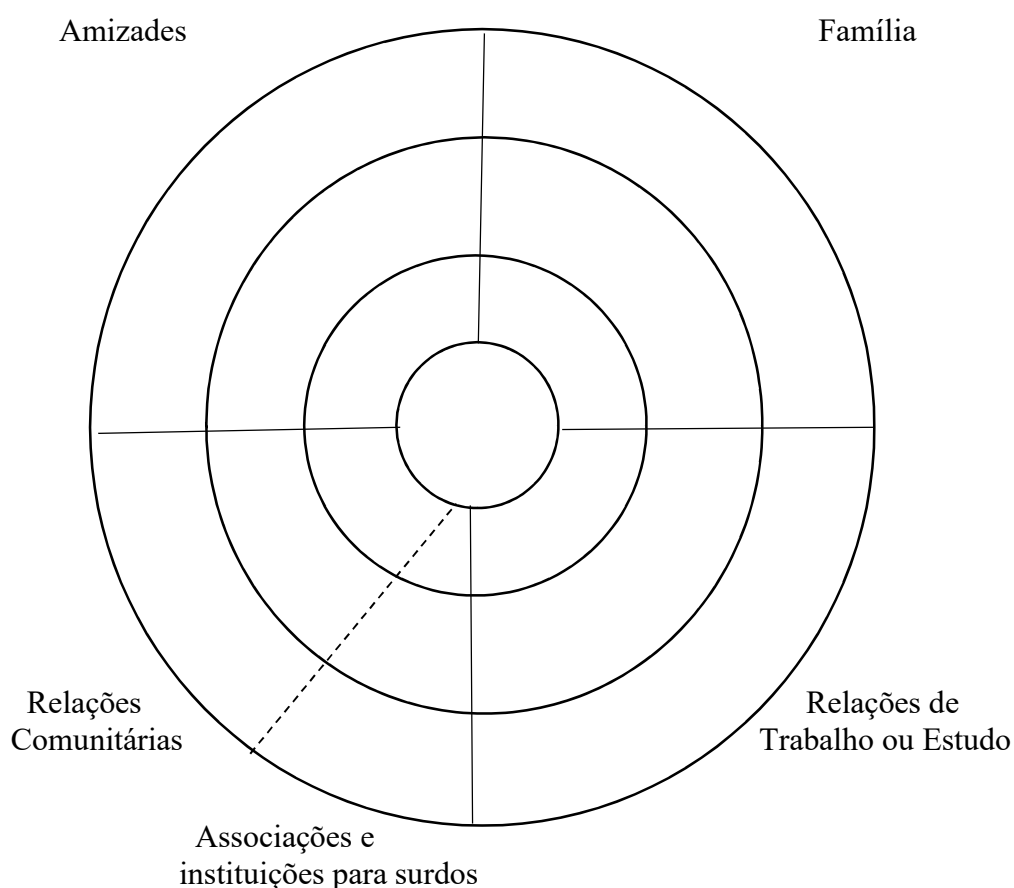 Amizades
Família
Relações
Comunitárias
Relações de
Trabalho ou Estudo
Associações e
instituições para surdos